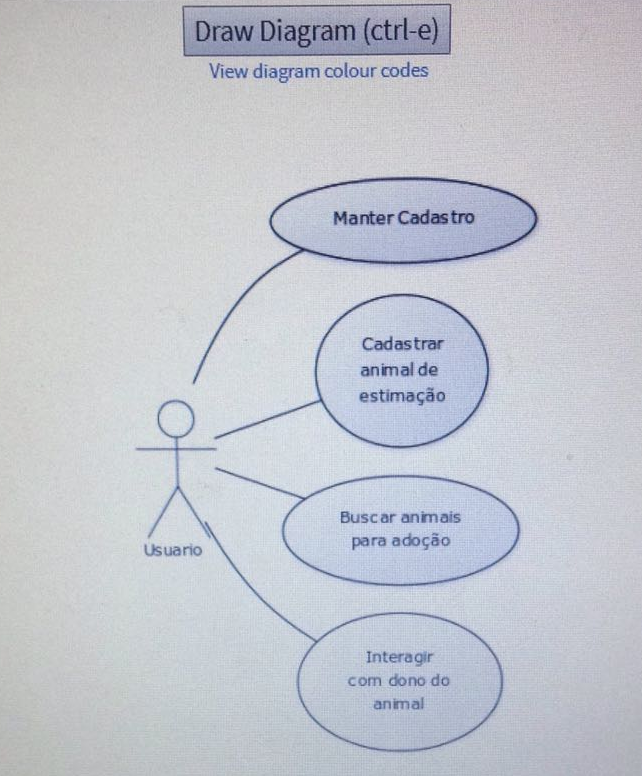 Draw Diagram (ctrl-e)
View diagram colour codes
Manter Cadastro
Cadastrar
animal de
estimação
Buscar animais
para adoção
Usuario
Interagir
com dono do
animal